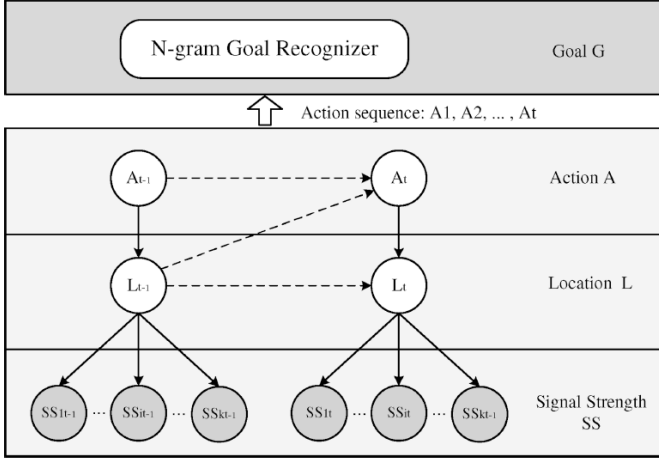 N-gram Goal Recognizer
Goal G
Action sequence: A1, A2, ... , At
At-1
At
Action A
Lt-1
Lt
Location L
SS1t-1 ... SSit-1 ... SSkt-1
SS1t ... SSit ... SSkt-1
Signal Strength
SS